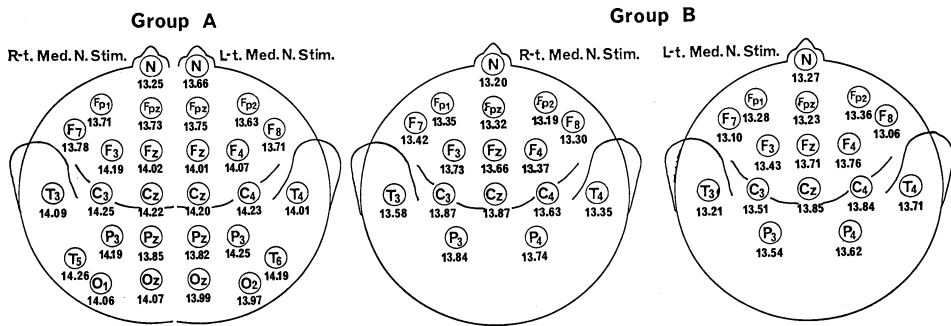 Group A
Group B
R-t. Med. N. Stim.
L-t. Med. N. Stim.
R-t. Med. N. Stim.
L-t. Med. N. Stim.
N N
13.25 13.66
Fp1 Fpz Fpz Fp2
13.71 13.73 13.75 13.63
F7 F8
13.78 13.71
F3 Fz Fz F4
14.19 14.02 14.01 14.07
T3 C3 Cz Cz C4 T4
14.09 14.25 14.22 14.20 14.23 14.01
P3 Pz Pz P3
14.19 13.85 13.82 14.25
T5 T6
14.26 14.19
O1 Oz Oz O2
14.06 14.07 13.99 13.97
N
13.20
Fp1 Fpz Fp2
13.35 13.32 13.19
F7 F8
13.42 13.30
F3 Fz F4
13.73 13.66 13.37
T3 C3 Cz C4 T4
13.58 13.87 13.87 13.63 13.35
P3 P4
13.84 13.74
N
13.27
Fp1 Fpz Fp2
13.28 13.23 13.36
F7 F8
13.10 13.06
F3 Fz F4
13.43 13.71 13.76
T3 C3 Cz C4 T4
13.21 13.51 13.85 13.84 13.71
P3 P4
13.54 13.62